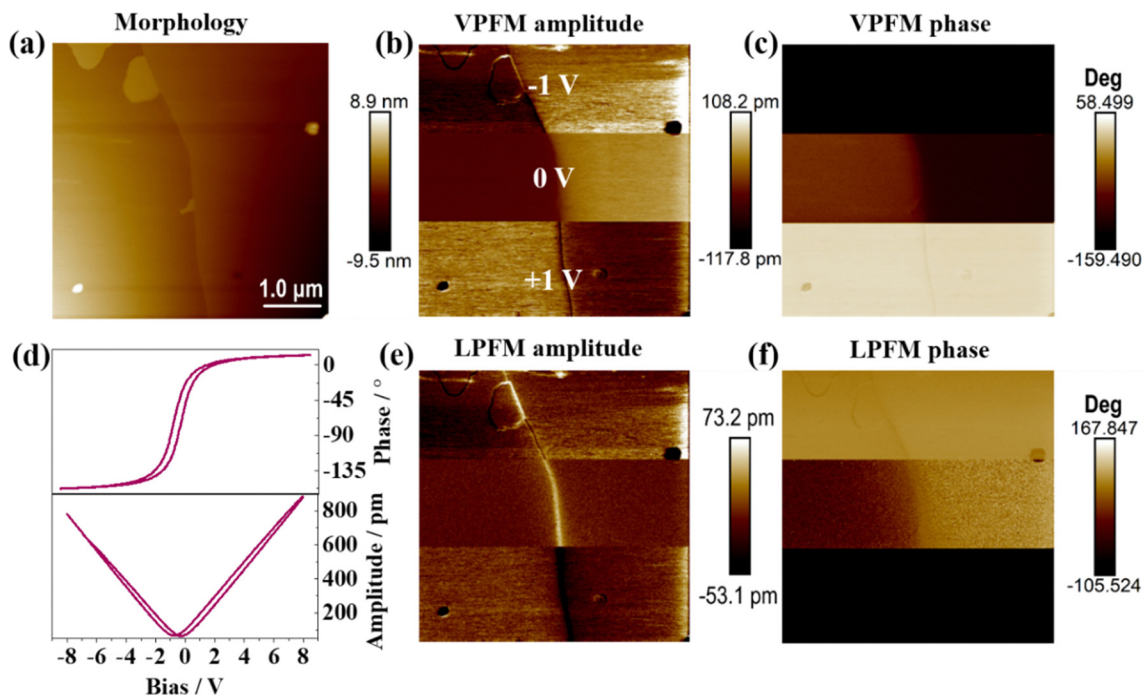 Morphology
VPFM amplitude
VPFM phase
(a)
(b)
(c)
8.9 nm
-9.5 nm
1.0 µm
-1 V
0 V
+1 V
108.2 pm
-117.8 pm
Deg
58.499
-159.490
(d)
(e)
(f)
LPFM amplitude
LPFM phase
0
-45
-90
-135
Phase / °
800
600
400
200
Amplitude / pm
-8 -6 -4 -2 0 2 4 6 8
Bias / V
73.2 pm
-53.1 pm
Deg
167.847
-105.524